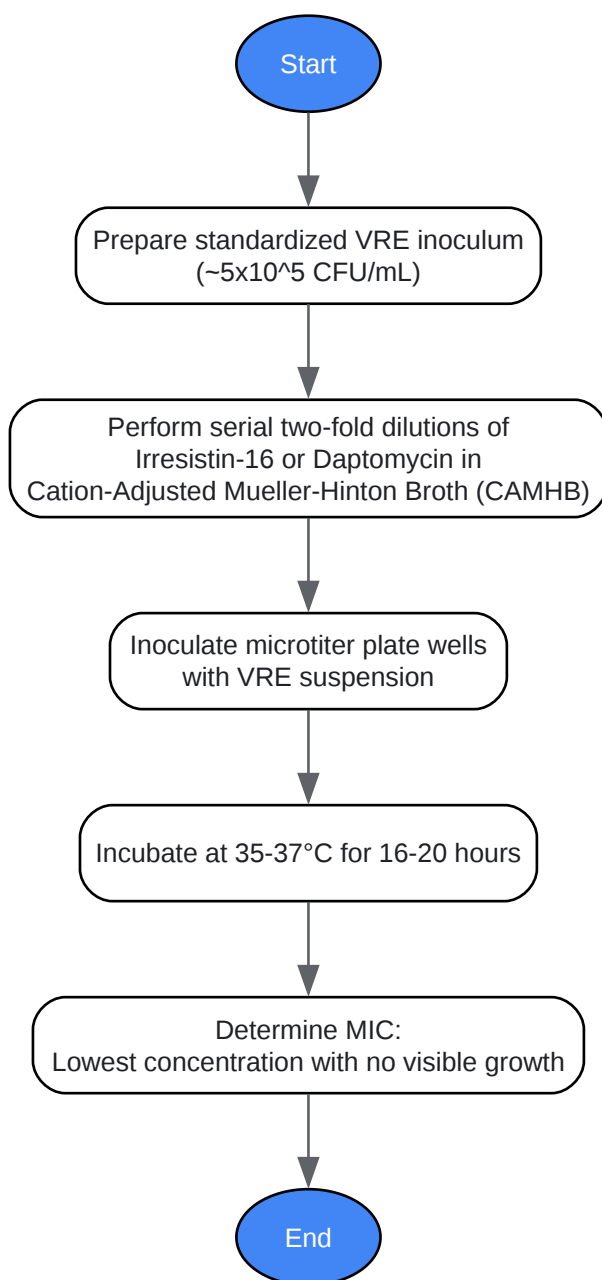 Start
Prepare standardized VRE inoculum
(~5x10^5 CFU/mL)
Perform serial two-fold dilutions of
Irresistin-16 or Daptomycin in
Cation-Adjusted Mueller-Hinton Broth (CAMHB)
Inoculate microtiter plate wells
with VRE suspension
Incubate at 35-37°C for 16-20 hours
Determine MIC:
Lowest concentration with no visible growth
End